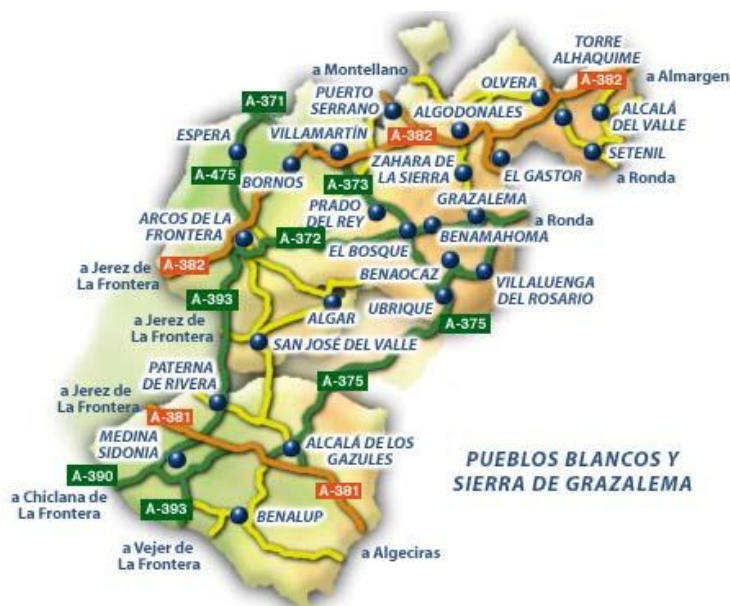 TORRE
ALHAQUIME
a Montellano
OLVERA
A-382
a Almargen
PUERTO
SERRANO
A-371
ALGODONALES
ALCALÁ
DEL VALLE
ESPERA
VILLAMARTÍN
A-382
SETENIL
A-475
BORNOS
A-373
ZAHARA DE
LA SIERRA
EL GASTOR
a Ronda
PRADO
DEL REY
GRAZALEMA
ARCOS DE LA
FRONTERA
A-372
a Ronda
EL BOSQUE
BENAMAHOMA
a Jerez de
La Frontera
A-382
BENAOCAZ
VILLALUENGA
DEL ROSARIO
A-393
UBRIQUE
ALGAR
a Jerez de
La Frontera
A-375
SAN JOSÉ DEL VALLE
PATERNA
DE RIVERA
A-375
a Jerez de
La Frontera
A-381
MEDINA
SIDONIA
ALCALÁ DE LOS
GAZULES
PUEBLOS BLANCOS Y
SIERRA DE GRAZALEMA
A-390
A-381
a Chiclana de
La Frontera
A-393
BENALUP
a Vejer de
La Frontera
a Algeciras